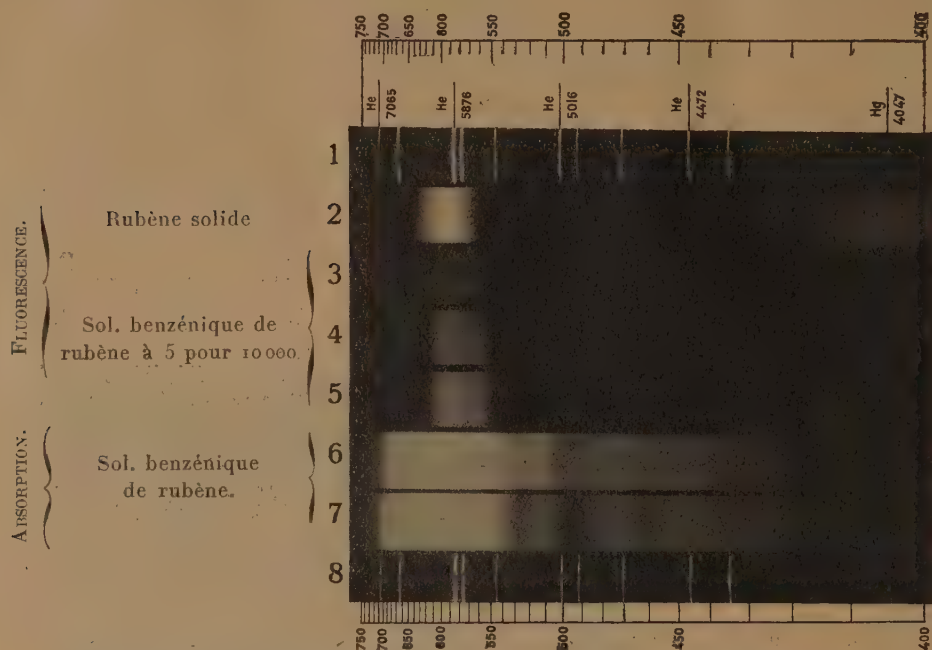 750 700 650 600 550 500 450 400
He 7065 He 5876 He 5016 He 4472 Hg 4047
1
FLUORESCENCE.
Rubène solide
2
3
Sol. benzénique de
rubène à 5 pour 10000.
4
5
ABSORPTION.
Sol. benzénique
de rubène.
6
7
8
750 700 650 600 550 500 450 400